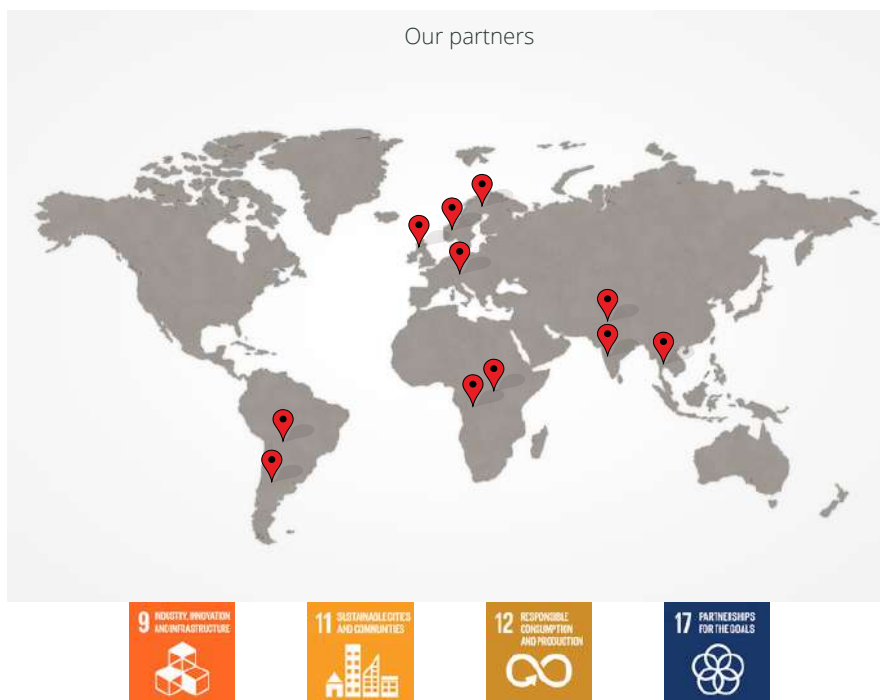 Our partners
9 INDUSTRY, INNOVATION
AND INFRASTRUCTURE
11 SUSTAINABLE CITIES
AND COMMUNITIES
12 RESPONSIBLE
CONSUMPTION
AND PRODUCTION
17 PARTNERSHIPS
FOR THE GOALS